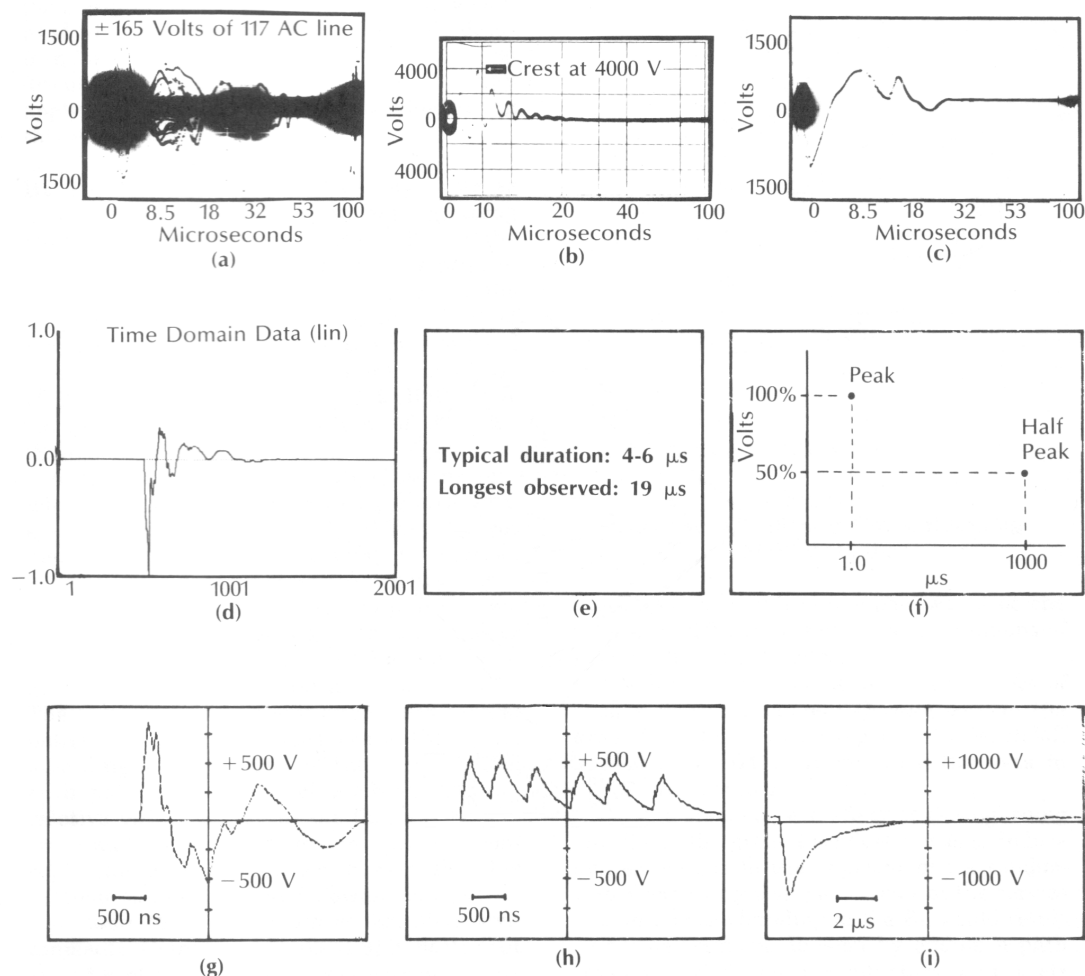 1500
±165 Volts of 117 AC line
Volts
0
1500
0 8.5 18 32 53 100
Microseconds
(a)
4000
Crest at 4000 V
Volts
0
4000
0 10 20 40 100
Microseconds
(b)
1500
Volts
0
1500
0 8.5 18 32 53 100
Microseconds
(c)
1.0
Time Domain Data (lin)
0.0
−1.0
1 1001 2001
(d)
Typical duration: 4-6 μs
Longest observed: 19 μs
(e)
Peak
100%
Volts
Half
Peak
50%
1.0 1000
μs
(f)
+500 V
−500 V
500 ns
(g)
+500 V
−500 V
500 ns
(h)
+1000 V
−1000 V
2 μs
(i)